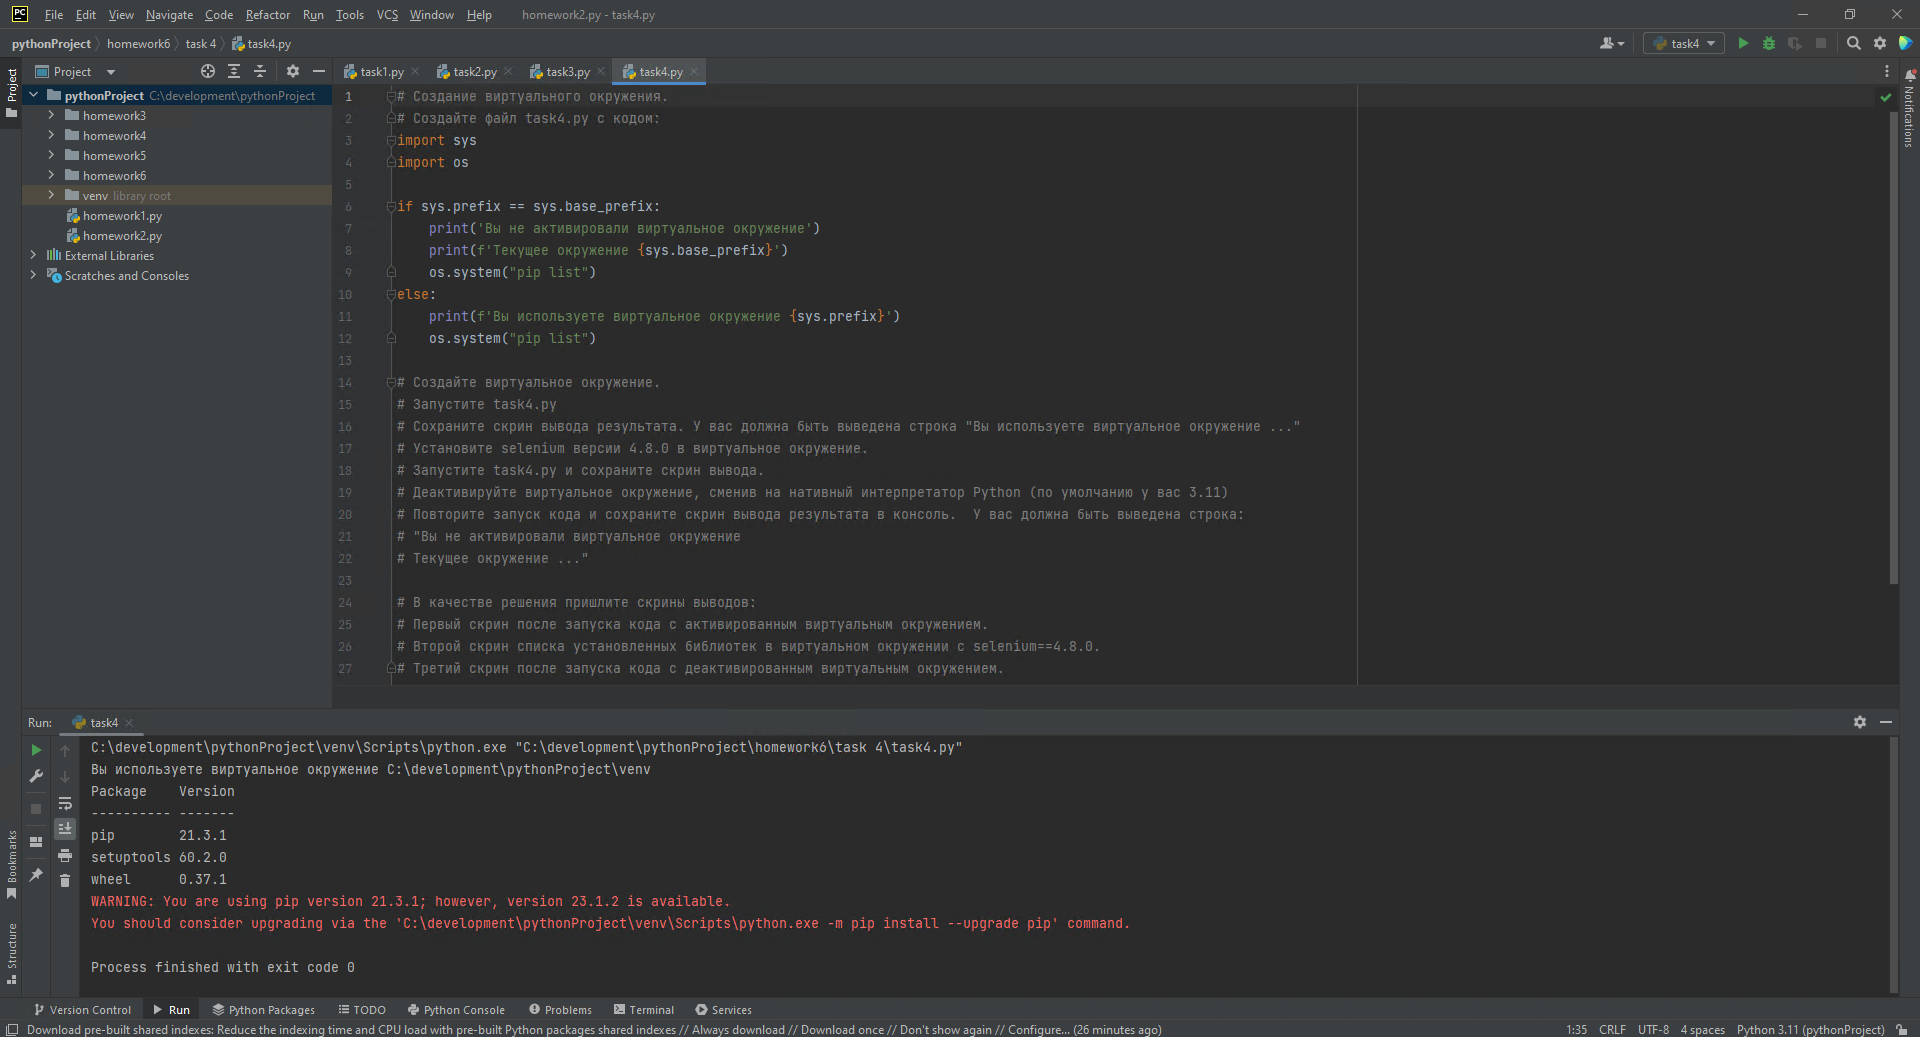 PC File Edit View Navigate Code Refactor Run Tools VCS Window Help homework2.py - task4.py
pythonProject homework6 task 4 task4.py
task4
Project
Project
task1.py task2.py task3.py task4.py
pythonProject C:\development\pythonProject
homework3
homework4
homework5
homework6
venv library root
homework1.py
homework2.py
External Libraries
Scratches and Consoles
Notifications
1 # Создание виртуального окружения.
2 # Создайте файл task4.py с кодом:
3 import sys
4 import os
5
6 if sys.prefix == sys.base_prefix:
7 print('Вы не активировали виртуальное окружение')
8 print(f'Текущее окружение {sys.base_prefix}')
9 os.system("pip list")
10 else:
11 print(f'Вы используете виртуальное окружение {sys.prefix}')
12 os.system("pip list")
13
14 # Создайте виртуальное окружение.
15 # Запустите task4.py
16 # Сохраните скрин вывода результата. У вас должна быть выведена строка "Вы используете виртуальное окружение ..."
17 # Установите selenium версии 4.8.0 в виртуальное окружение.
18 # Запустите task4.py и сохраните скрин вывода.
19 # Деактивируйте виртуальное окружение, сменив на нативный интерпретатор Python (по умолчанию у вас 3.11)
20 # Повторите запуск кода и сохраните скрин вывода результата в консоль. У вас должна быть выведена строка:
21 # "Вы не активировали виртуальное окружение
22 # Текущее окружение ..."
23
24 # В качестве решения пришлите скрины выводов:
25 # Первый скрин после запуска кода с активированным виртуальным окружением.
26 # Второй скрин списка установленных библиотек в виртуальном окружении с selenium==4.8.0.
27 # Третий скрин после запуска кода с деактивированным виртуальным окружением.
Run: task4
C:\development\pythonProject\venv\Scripts\python.exe "C:\development\pythonProject\homework6\task 4\task4.py"
Вы используете виртуальное окружение C:\development\pythonProject\venv
Package Version
---------- -------
pip 21.3.1
setuptools 60.2.0
wheel 0.37.1
WARNING: You are using pip version 21.3.1; however, version 23.1.2 is available.
You should consider upgrading via the 'C:\development\pythonProject\venv\Scripts\python.exe -m pip install --upgrade pip' command.
Process finished with exit code 0
Bookmarks
Structure
Version Control Run Python Packages TODO Python Console Problems Terminal Services
Download pre-built shared indexes: Reduce the indexing time and CPU load with pre-built Python packages shared indexes // Always download // Download once // Don't show again // Configure... (26 minutes ago) 1:35 CRLF UTF-8 4 spaces Python 3.11 (pythonProject)